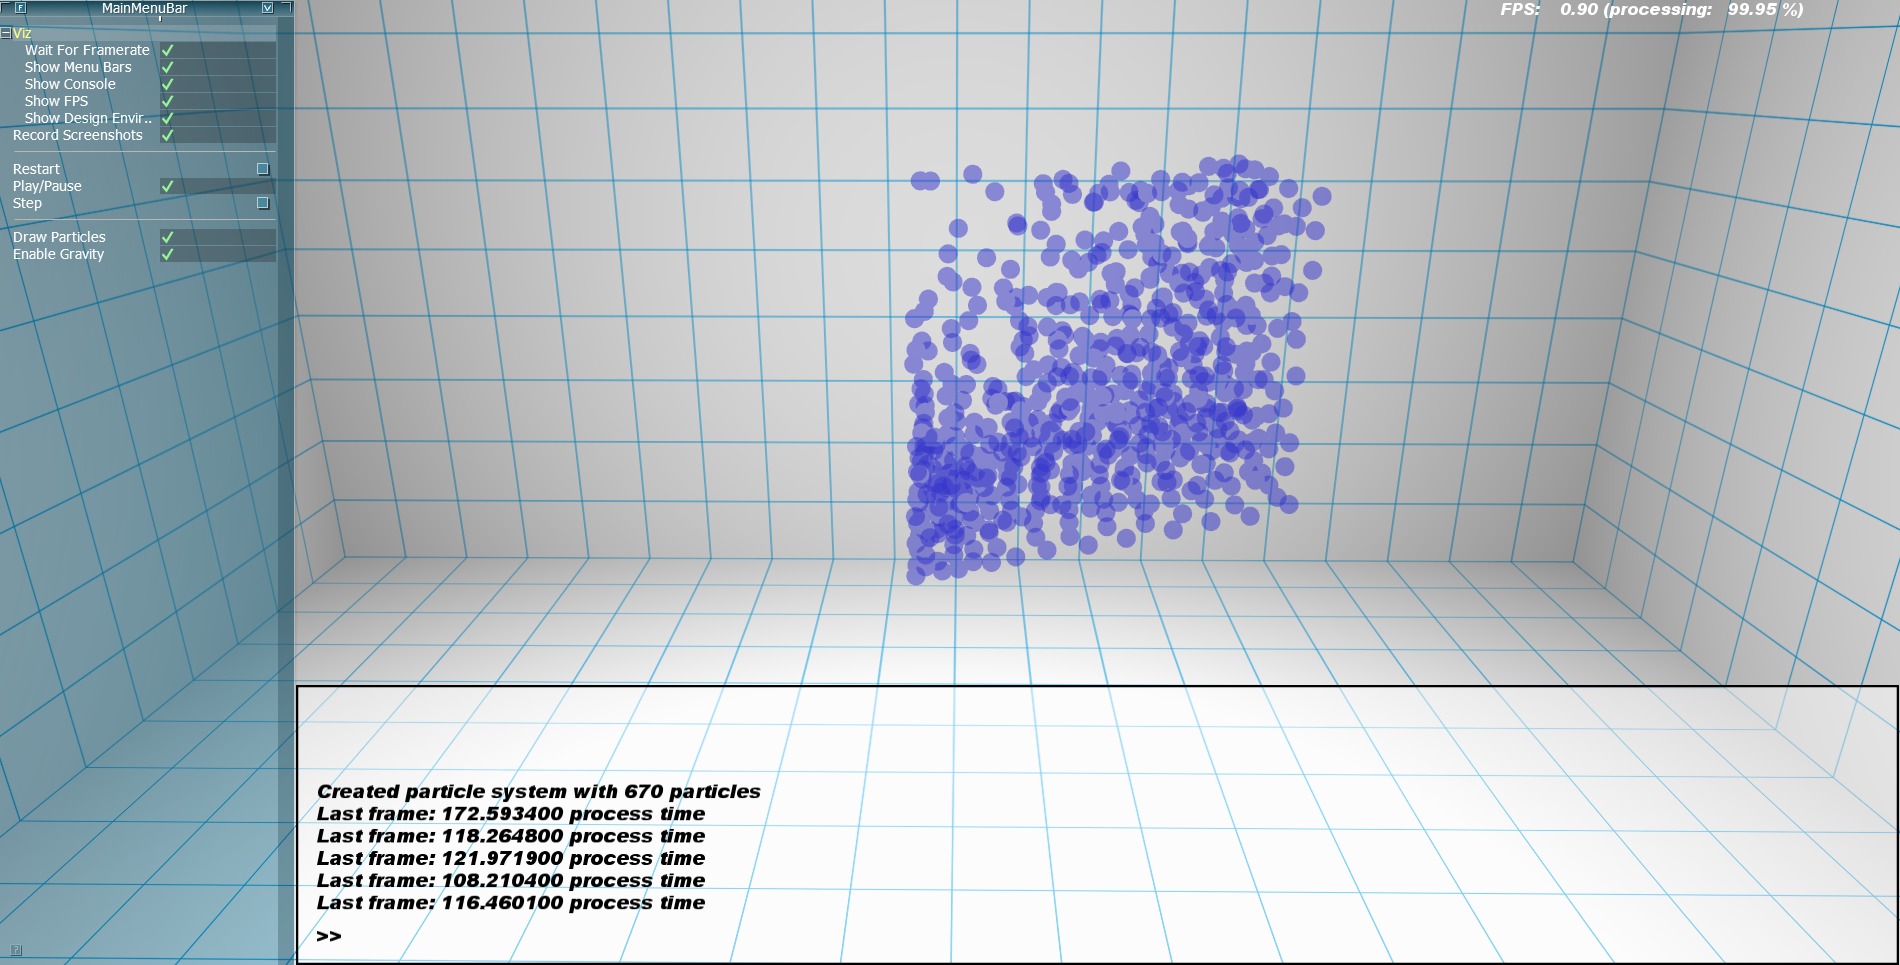 MainMenuBar
FPS: 0.90 (processing: 99.95 %)
Viz
Wait For Framerate
Show Menu Bars
Show Console
Show FPS
Show Design Envir..
Record Screenshots
Restart
Play/Pause
Step
Draw Particles
Enable Gravity
Created particle system with 670 particles
Last frame: 172.593400 process time
Last frame: 118.264800 process time
Last frame: 121.971900 process time
Last frame: 108.210400 process time
Last frame: 116.460100 process time
>>